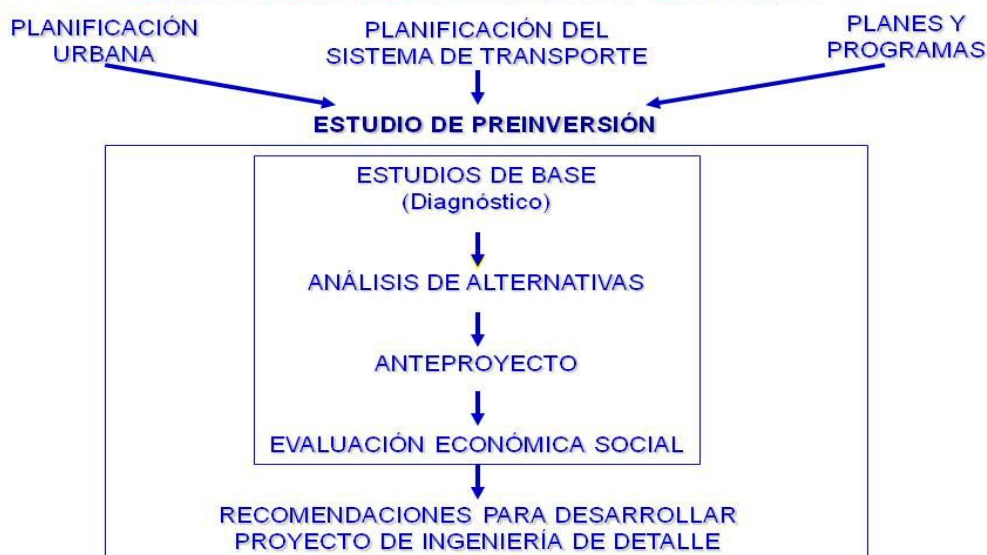 PLANIFICACIÓN
URBANA
PLANIFICACIÓN DEL
SISTEMA DE TRANSPORTE
PLANES Y
PROGRAMAS
ESTUDIO DE PREINVERSIÓN
ESTUDIOS DE BASE
(Diagnóstico)
ANÁLISIS DE ALTERNATIVAS
ANTEPROYECTO
EVALUACIÓN ECONÓMICA SOCIAL
RECOMENDACIONES PARA DESARROLLAR
PROYECTO DE INGENIERÍA DE DETALLE